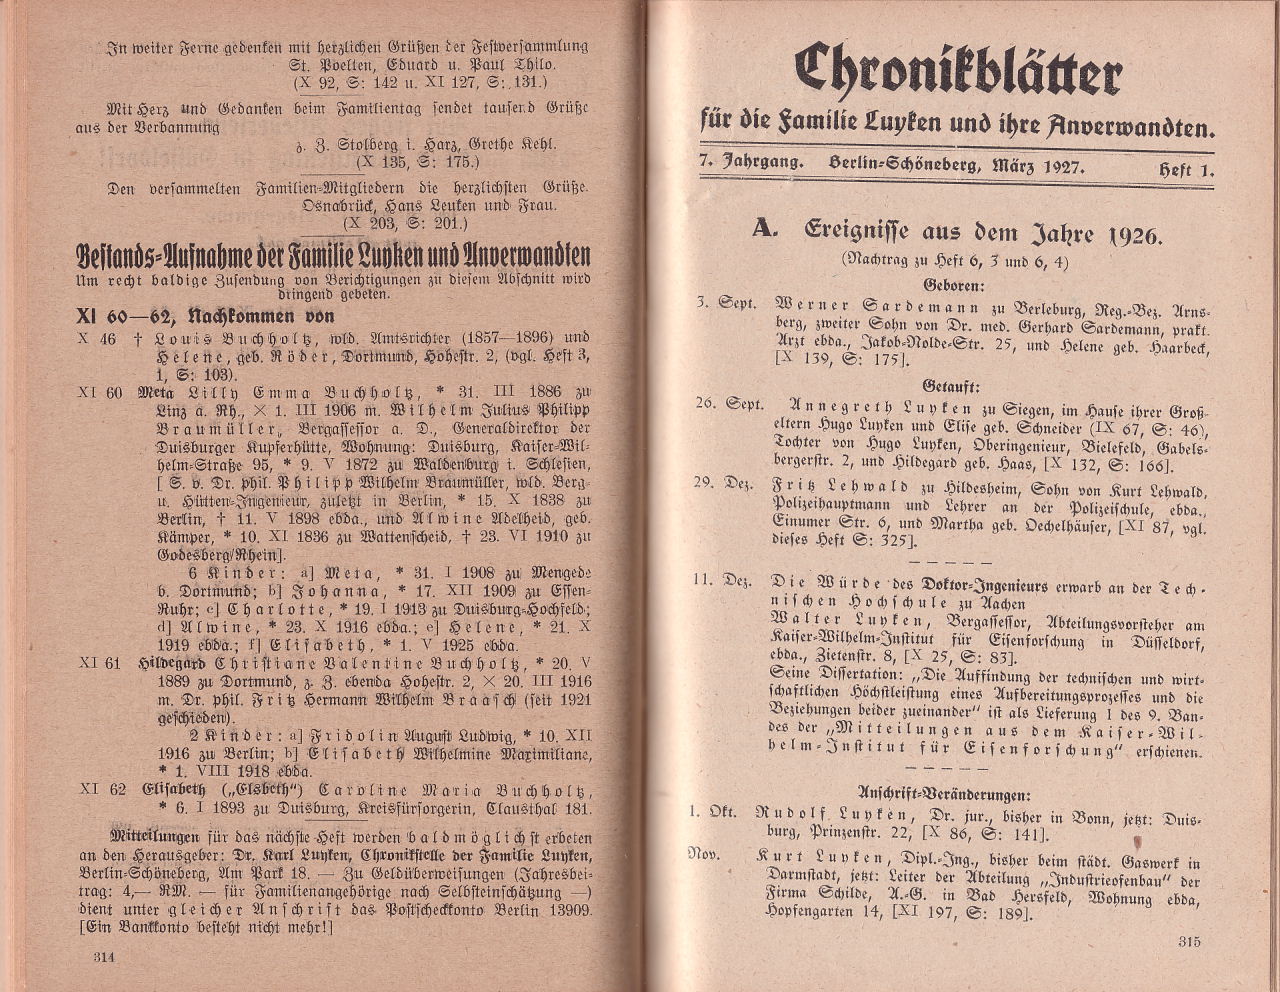 In weiter Ferne gedenken mit herzlichen Grüßen der Festversammlung
St. Poelten, Eduard u. Paul Thilo.
(X 92, S: 142 u. XI 127, S: 131.)
Mit Herz und Gedanken beim Familientag sendet tausend Grüße
aus der Verbannung
z. Z. Stolberg i. Harz, Grethe Kehl.
(X 135, S: 175.)
Den versammelten Familien-Mitgliedern die herzlichsten Grüße.
Osnabrück, Hans Leuken und Frau.
(X 203, S: 201.)
Bestands-Aufnahme der Familie Luyken und Anverwandten
Um recht baldige Zusendung von Berichtigungen zu diesem Abschnitt wird
dringend gebeten.
XI 60—62, Nachkommen von
X 46 † Louis Buchholtz, wld. Amtsrichter (1857—1896) und
Helene, geb. Röder, Dortmund, Hohestr. 2, (vgl. Heft 3,
1, S: 103).
XI 60 Meta Lilly Emma Buchholtz, * 31. III 1886 zu
Linz a. Rh., × 1. III 1906 m. Wilhelm Julius Philipp
Braumüller, Bergassessor a. D., Generaldirektor der
Duisburger Kupferhütte, Wohnung: Duisburg, Kaiser-Wil-
helm-Straße 95, * 9. V 1872 zu Waldenburg i. Schlesien,
[ S. v. Dr. phil. Philipp Wilhelm Braumüller, wld. Berg-
u. Hütten-Ingenieur, zuletzt in Berlin, * 15. X 1838 zu
Berlin, † 11. V 1898 ebda., und Alwine Adelheid, geb.
Kämper, * 10. XI 1836 zu Wattenscheid, † 23. VI 1910 zu
Godesberg/Rhein].
6 Kinder: a] Meta, * 31. I 1908 zu Mengede
b. Dortmund; b] Johanna, * 17. XII 1909 zu Essen-
Ruhr; c] Charlotte, * 19. I 1913 zu Duisburg-Hochfeld;
d] Alwine, * 23. X 1916 ebda.; e] Helene, * 21. X
1919 ebda.; f] Elisabeth, * 1. V 1925 ebda.
XI 61 Hildegard Christiane Valentine Buchholtz, * 20. V
1889 zu Dortmund, z. Z. ebenda Hohestr. 2, × 20. III 1916
m. Dr. phil. Fritz Hermann Wilhelm Braasch (seit 1921
geschieden).
2 Kinder: a] Fridolin August Ludwig, * 10. XII
1916 zu Berlin; b] Elisabeth Wilhelmine Maximiliane,
* 1. VIII 1918 ebda.
XI 62 Elisabeth („Elsbeth“) Caroline Maria Buchholtz,
* 6. I 1893 zu Duisburg, Kreisfürsorgerin, Clausthal 181.
Mitteilungen für das nächste Heft werden baldmöglichst erbeten
an den Herausgeber: Dr. Karl Luyken, Chronikstelle der Familie Luyken,
Berlin-Schöneberg, Am Park 18. — Zu Geldüberweisungen (Jahresbei-
trag: 4,— RM. — für Familienangehörige nach Selbsteinschätzung —)
dient unter gleicher Anschrift das Postscheckkonto Berlin 13909.
[Ein Bankkonto besteht nicht mehr!]
314
Chronikblätter
für die Familie Luyken und ihre Anverwandten.
7. Jahrgang. Berlin-Schöneberg, März 1927. Heft 1.
A. Ereignisse aus dem Jahre 1926.
(Nachtrag zu Heft 6, 3 und 6, 4)
Geboren:
3. Sept. Werner Sardemann zu Berleburg, Reg.-Bez. Arns-
berg, zweiter Sohn von Dr. med. Gerhard Sardemann, prakt.
Arzt ebda., Jakob-Nolde-Str. 25, und Helene geb. Haarbeck,
[X 139, S: 175].
Getauft:
26. Sept. Annegreth Luyken zu Siegen, im Hause ihrer Groß-
eltern Hugo Luyken und Elise geb. Schneider (IX 67, S: 46),
Tochter von Hugo Luyken, Oberingenieur, Bielefeld, Gabels-
bergerstr. 2, und Hildegard geb. Haas, [X 132, S: 166].
29. Dez. Fritz Lehwald zu Hildesheim, Sohn von Kurt Lehwald,
Polizeihauptmann und Lehrer an der Polizeischule, ebda.,
Einumer Str. 6, und Martha geb. Oechelhäuser, [XI 87, vgl.
dieses Heft S: 325].
11. Dez. Die Würde des Doktor-Ingenieurs erwarb an der Tech-
nischen Hochschule zu Aachen
Walter Luyken, Bergassessor, Abteilungsvorsteher am
Kaiser-Wilhelm-Institut für Eisenforschung in Düsseldorf,
ebda., Zietenstr. 8, [X 25, S: 83].
Seine Dissertation: „Die Auffindung der technischen und wirt-
schaftlichen Höchstleistung eines Aufbereitungsprozesses und die
Beziehungen beider zueinander“ ist als Lieferung 1 des 9. Ban-
des der „Mitteilungen aus dem Kaiser-Wil-
helm-Institut für Eisenforschung“ erschienen.
Anschrift-Veränderungen:
1. Okt. Rudolf Luyken, Dr. jur., bisher in Bonn, jetzt: Duis-
burg, Prinzenstr. 22, [X 86, S: 141].
Nov. Kurt Luyken, Dipl.-Ing., bisher beim städt. Gaswerk in
Darmstadt, jetzt: Leiter der Abteilung „Industrieofenbau“ der
Firma Schilde, A.-G. in Bad Hersfeld, Wohnung ebda,
Hopfengarten 14, [XI 197, S: 189].
315